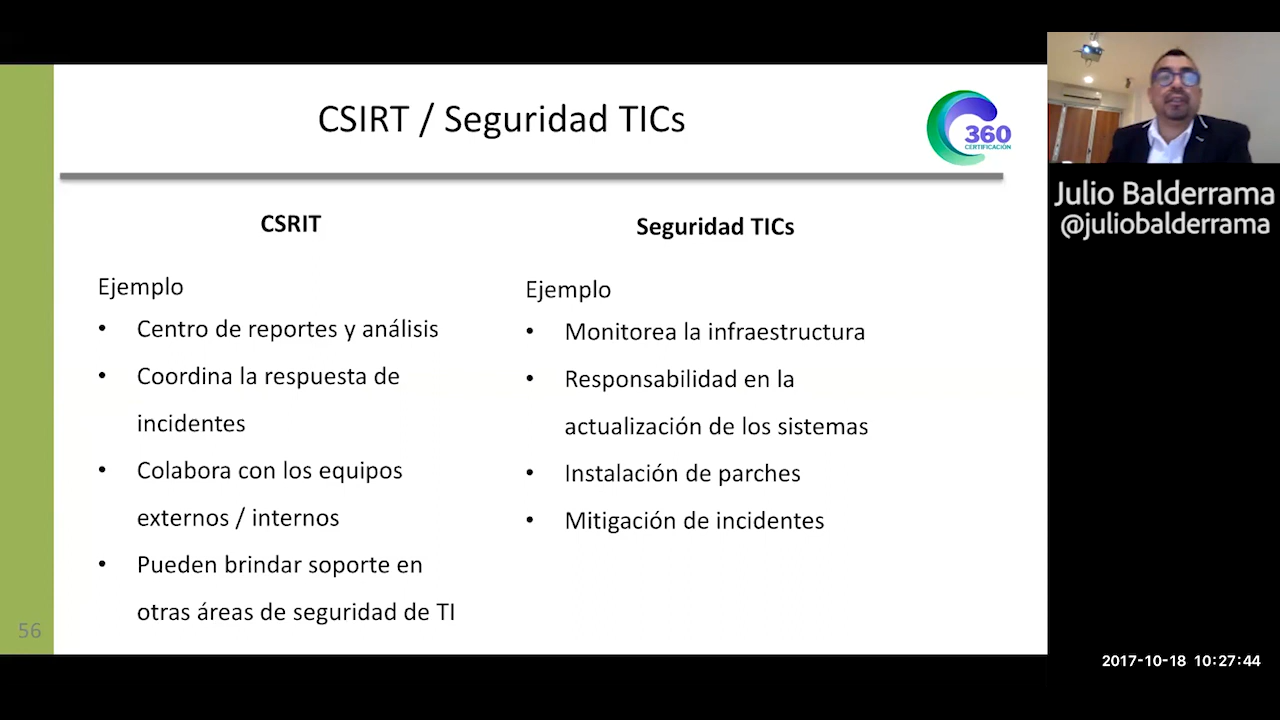 CSIRT / Seguridad TICs
360
CERTIFICACIÓN
CSRIT
Ejemplo
• Centro de reportes y análisis
• Coordina la respuesta de
incidentes
• Colabora con los equipos
externos / internos
• Pueden brindar soporte en
otras áreas de seguridad de TI
Seguridad TICs
Ejemplo
• Monitorea la infraestructura
• Responsabilidad en la
actualización de los sistemas
• Instalación de parches
• Mitigación de incidentes
56
Julio Balderrama
@juliobalderrama
2017-10-18 10:27:44